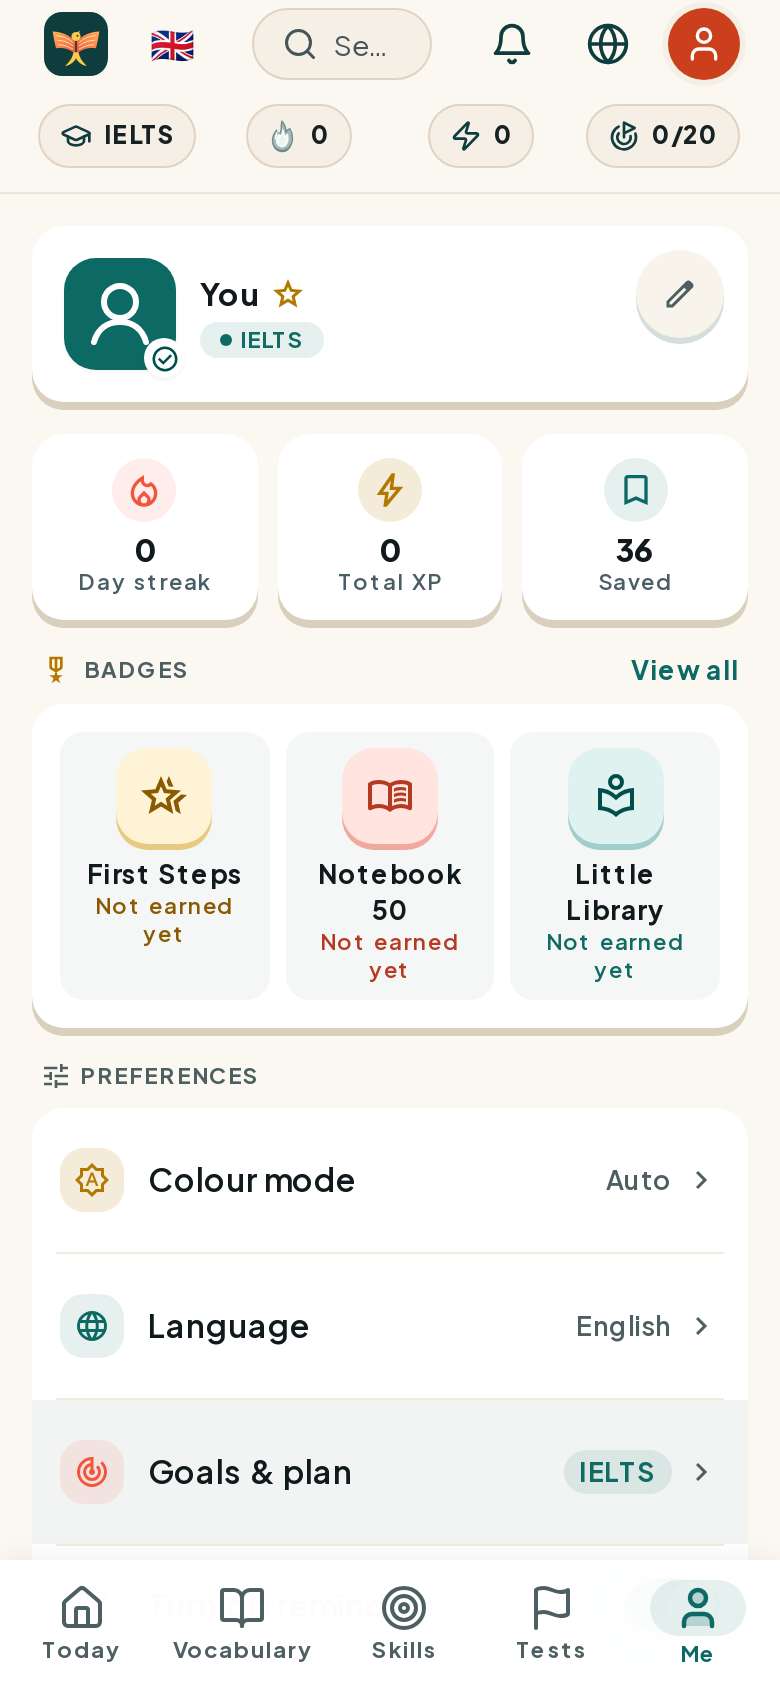 Se...
IELTS
0
0
0/20
You
IELTS
0
Day streak
0
Total XP
36
Saved
BADGES
View all
First Steps
Not earned
yet
Notebook
50
Not earned
yet
Little
Library
Not earned
yet
PREFERENCES
Colour mode
Auto
Language
English
Goals & plan
IELTS
Today
Vocabulary
Skills
Tests
Me